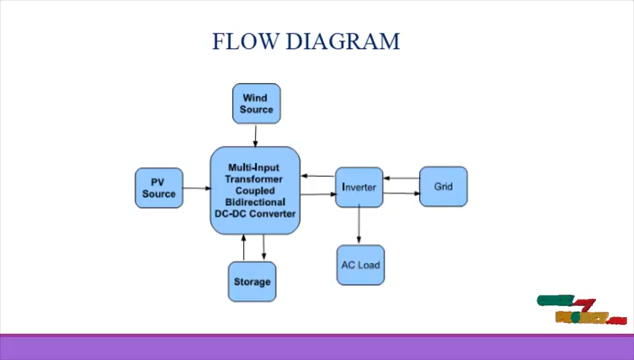 FLOW DIAGRAM
Wind
Source
Multi-Input
Transformer
Coupled
Bidirectional
DC-DC Converter
PV
Source
Inverter
Grid
AC Load
Storage